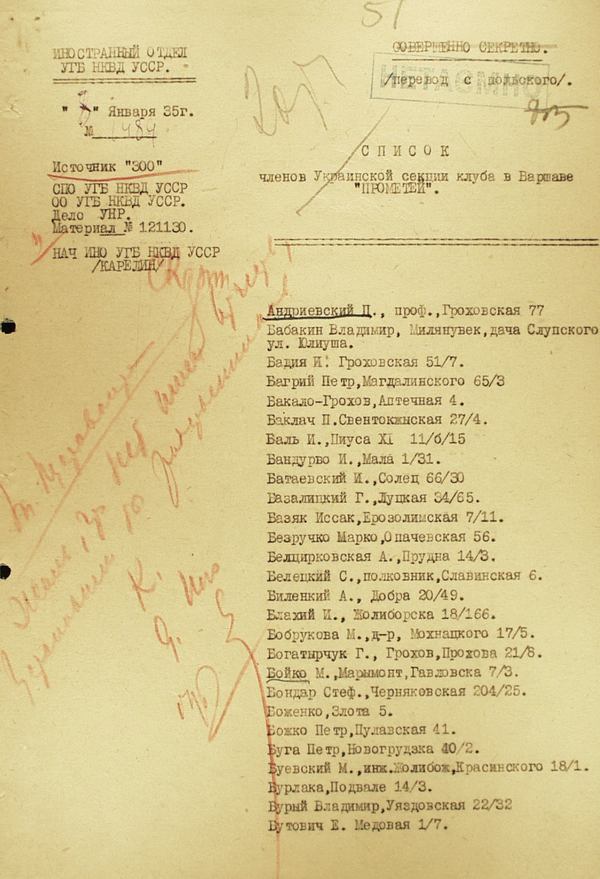 51
ИНОСТРАННЫЙ ОТДЕЛ
УГБ НКВД УССР.
СОВЕРШЕННО СЕКРЕТНО.
/перевод с польского/.
" " Января 35г.
№ 1484
Источник "300"
СПО УГБ НКВД УССР
ОО УГБ НКВД УССР.
Дело УНР.
Материал № 121130.
НАЧ ИНО УГБ НКВД УССР
/КАРЕЛИН/
СПИСОК
членов Украинской секции клуба в Варшаве
"ПРОМЕТЕЙ".
Андриевский Д., проф.,Гроховская 77
Бабакин Владимир, Милянувек,дача Слупского
ул. Юлиуша.
Бадия И. Гроховская 51/7.
Багрий Петр,Магдалинского 65/3
Бакало-Грохов,Аптечная 4.
Баклач П.Свентокжнская 27/4.
Баль И.,Пиуса XI 11/б/15
Бандурво И.,Мала 1/31.
Батаевский И.,Солец 66/30
Базалицкий Г.,Луцкая 34/65.
Базяк Иссак,Ерозолимская 7/11.
Безручко Марко,Опачевская 56.
Белцирковская А.,Прудна 14/3.
Белецкий С.,полковник,Славинская 6.
Биленкий А., Добра 20/49.
Блахий И., Жолиборска 18/166.
Бобрукова М.,д-р, Мохнацкого 17/5.
Богатырчук Г., Грохов,Прохова 21/8.
Бойко М.,Марымонт,Гавловска 7/3.
Бондар Стеф.,Черняковская 204/25.
Боженко,Злота 5.
Божко Петр,Пулавская 41.
Буга Петр,Новогрудзка 40/2.
Буевский М.,инж.Жолибож,Красинского 18/1.
Бурлака,Подвале 14/3.
Бурый Владимир,Уяздовская 22/32
Бутович Е. Медовая 1/7.